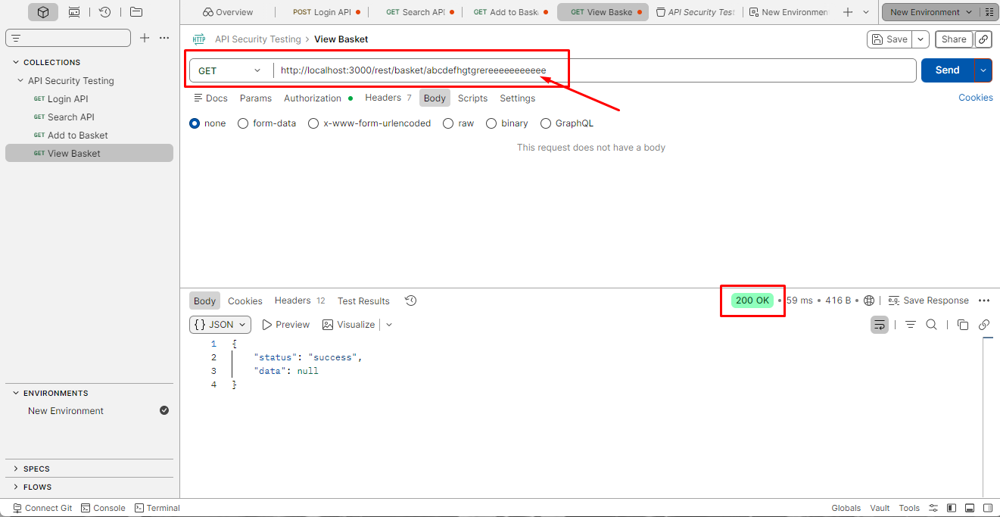 Overview
POST Login API
GET Search API
GET Add to Bask
GET View Baske
API Security Test
New Environmen
New Environment
API Security Testing > View Basket
Save
Share
COLLECTIONS
API Security Testing
GET Login API
GET Search API
GET Add to Basket
GET View Basket
HTTP
GET
http://localhost:3000/rest/basket/abcdefhgtgrereeeeeeeeeee
Send
Docs
Params
Authorization
Headers 7
Body
Scripts
Settings
Cookies
none
form-data
x-www-form-urlencoded
raw
binary
GraphQL
This request does not have a body
Body
Cookies
Headers 12
Test Results
200 OK • 59 ms • 416 B •
e.g. Save Response
{ } JSON
Preview
Visualize
1 {
2 "status": "success",
3 "data": null
4 }
ENVIRONMENTS
New Environment
SPECS
FLOWS
Connect Git
Console
Terminal
Globals
Vault
Tools